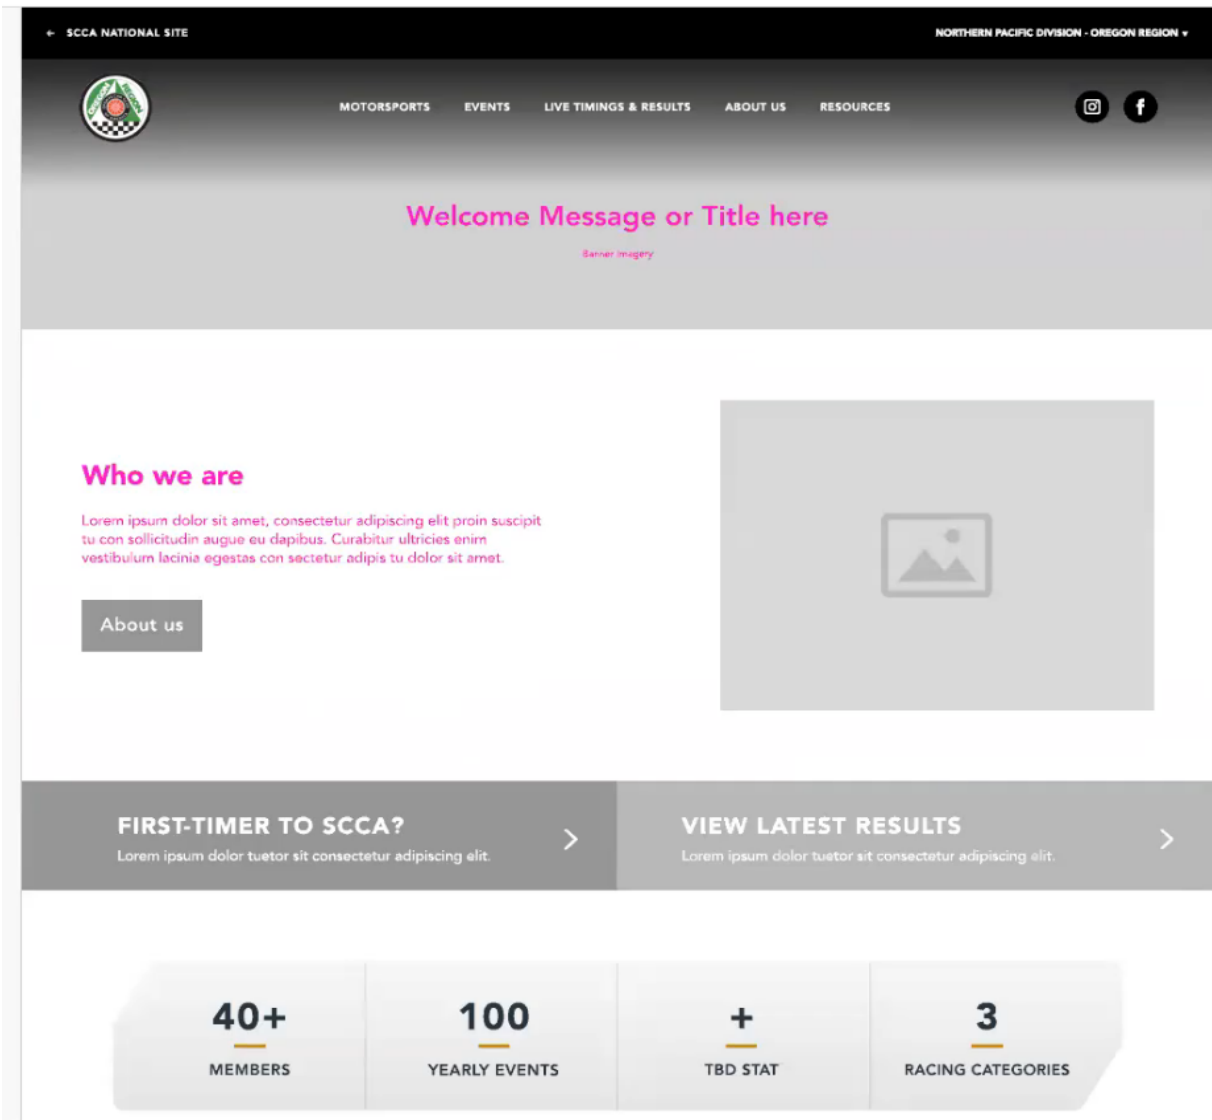 ← SCCA NATIONAL SITE
NORTHERN PACIFIC DIVISION - OREGON REGION ▾
OREGON REGION
MOTORSPORTS EVENTS LIVE TIMINGS & RESULTS ABOUT US RESOURCES
Welcome Message or Title here
Banner Imagery
Who we are
Lorem ipsum dolor sit amet, consectetur adipiscing elit proin suscipit
tu con sollicitudin augue eu dapibus. Curabitur ultricies enim
vestibulum lacinia egestas con sectetur adipis tu dolor sit amet.
About us
FIRST-TIMER TO SCCA?
Lorem ipsum dolor tuetor sit consectetur adipiscing elit.
VIEW LATEST RESULTS
Lorem ipsum dolor tuetor sit consectetur adipiscing elit.
40+
MEMBERS
100
YEARLY EVENTS
+
TBD STAT
3
RACING CATEGORIES